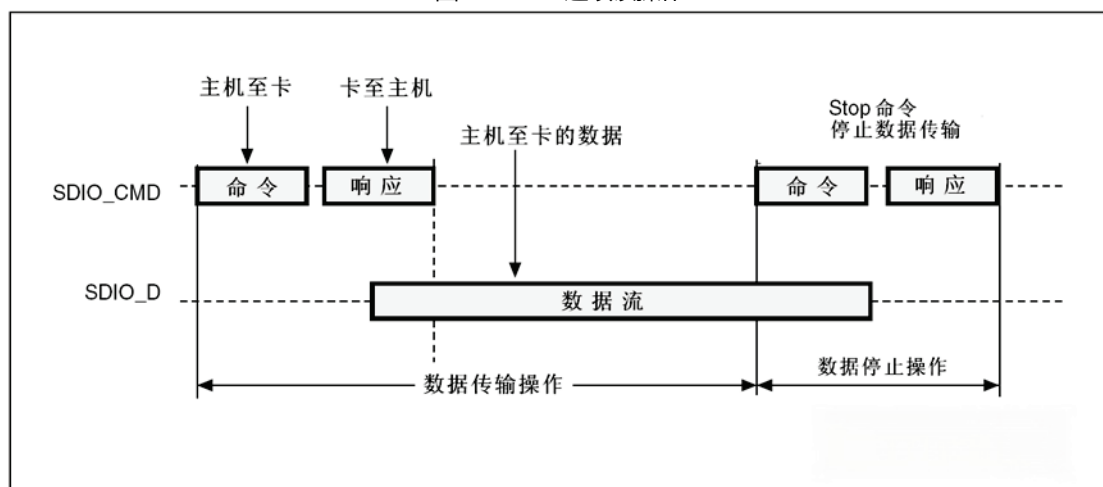 主机至卡
卡至主机
主机至卡的数据
Stop 命令
停止数据传输
SDIO_CMD
命令
响应
命令
响应
SDIO_D
数据流
数据传输操作
数据停止操作